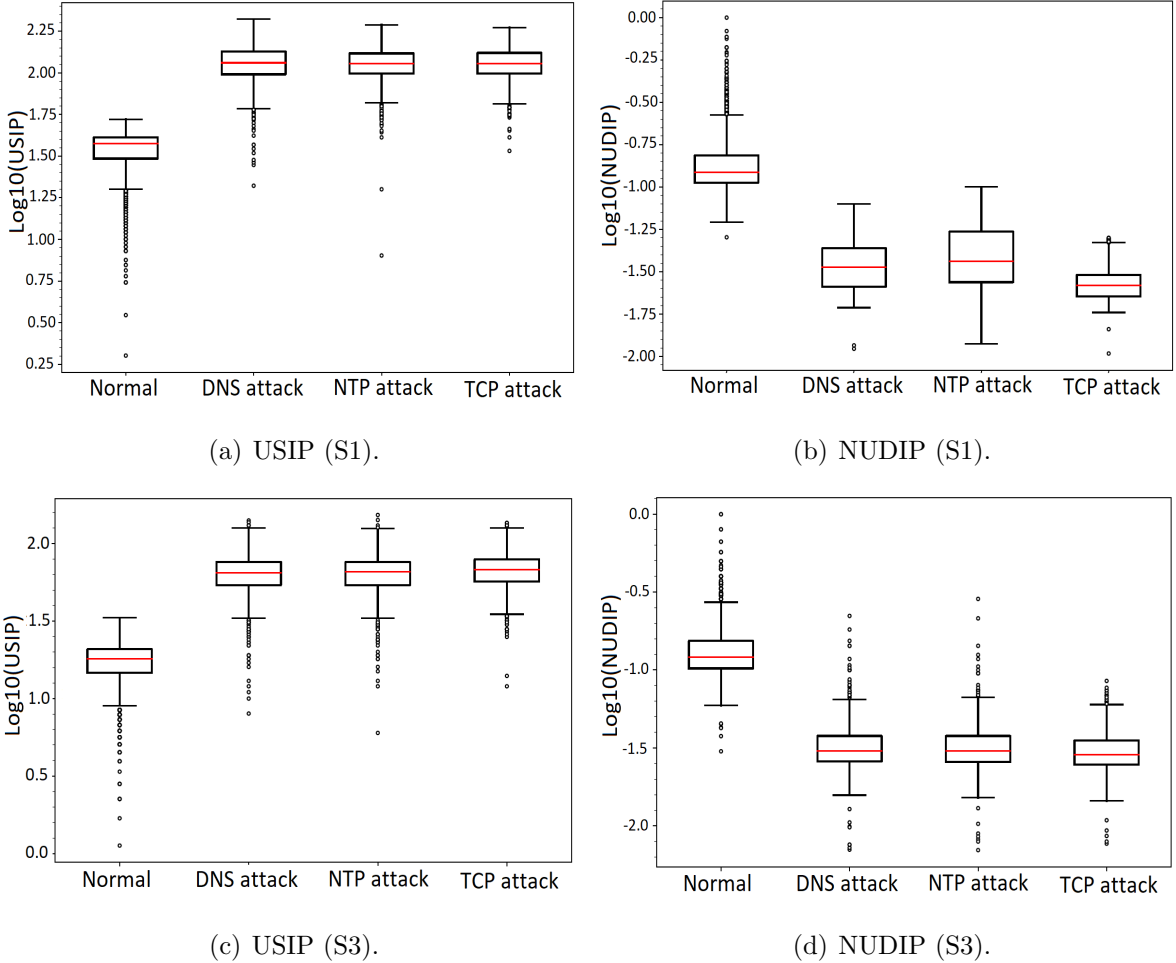 Log10(USIP)
2.25
2.00
1.75
1.50
1.25
1.00
0.75
0.50
0.25
Normal DNS attack NTP attack TCP attack
(a) USIP (S1).
Log10(NUDIP)
0.00
-0.25
-0.50
-0.75
-1.00
-1.25
-1.50
-1.75
-2.00
Normal DNS attack NTP attack TCP attack
(b) NUDIP (S1).
Log10(USIP)
2.0
1.5
1.0
0.5
0.0
Normal DNS attack NTP attack TCP attack
(c) USIP (S3).
Log10(NUDIP)
0.0
-0.5
-1.0
-1.5
-2.0
Normal DNS attack NTP attack TCP attack
(d) NUDIP (S3).